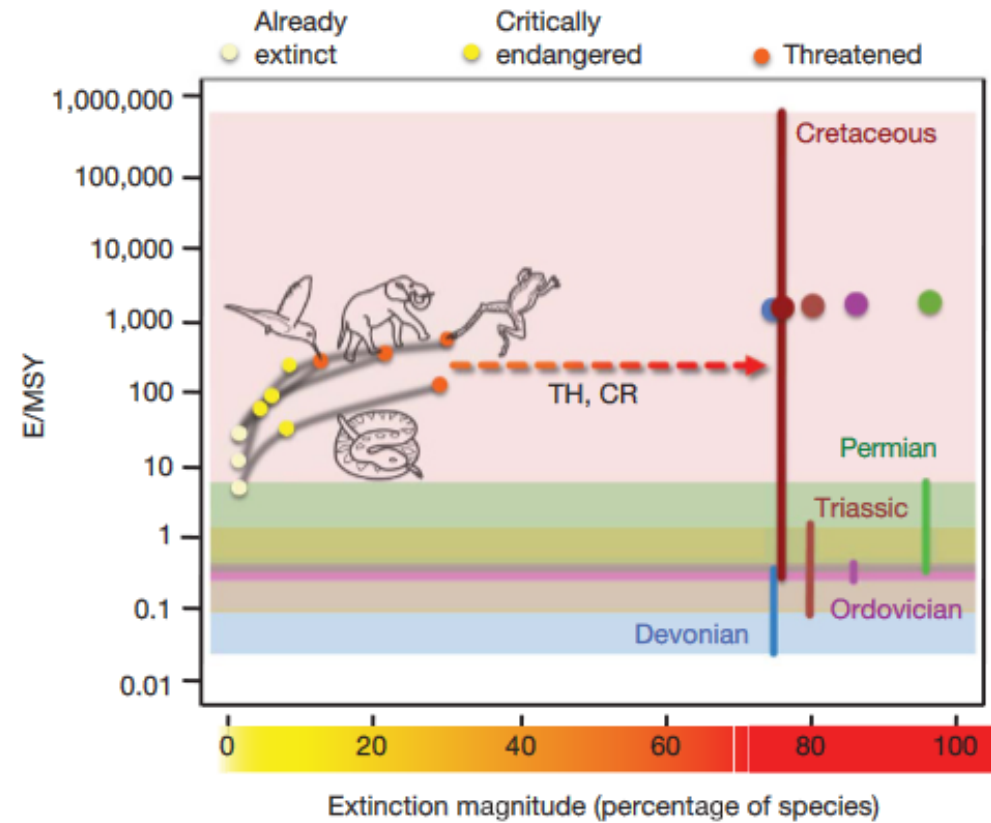 Already
extinct
Critically
endangered
Threatened
1,000,000
100,000
10,000
1,000
100
10
1
0.1
0.01
E/MSY
Cretaceous
TH, CR
Permian
Triassic
Ordovician
Devonian
0 20 40 60 80 100
Extinction magnitude (percentage of species)